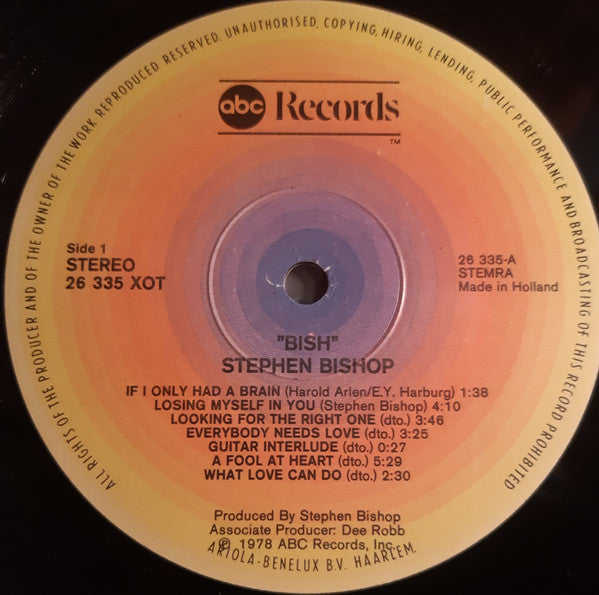 ALL RIGHTS OF THE PRODUCER AND OF THE OWNER OF THE WORK REPRODUCED RESERVED. UNAUTHORISED, COPYING, HIRING, LENDING, PUBLIC PERFORMANCE AND BROADCASTING OF THIS RECORD PROHIBITED
abc Records
TM
Side 1
STEREO
26 335 XOT
26 335-A
STEMRA
Made in Holland
"BISH"
STEPHEN BISHOP
IF I ONLY HAD A BRAIN (Harold Arlen/E.Y. Harburg) 1:38
LOSING MYSELF IN YOU (Stephen Bishop) 4:10
LOOKING FOR THE RIGHT ONE (dto.) 3:46
EVERYBODY NEEDS LOVE (dto.) 3:25
GUITAR INTERLUDE (dto.) 0:27
A FOOL AT HEART (dto.) 5:29
WHAT LOVE CAN DO (dto.) 2:30
Produced By Stephen Bishop
Associate Producer: Dee Robb
℗ 1978 ABC Records, Inc.
ARIOLA-BENELUX B.V. HAARLEM.